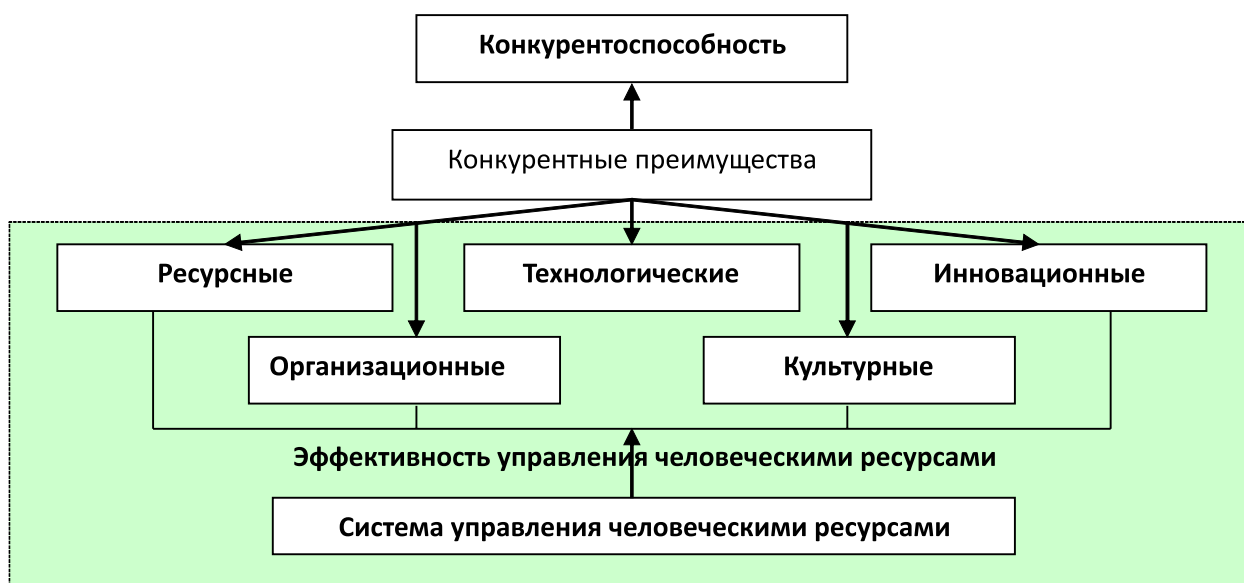 Конкурентоспособность
Конкурентные преимущества
Ресурсные
Технологические
Инновационные
Организационные
Культурные
Эффективность управления человеческими ресурсами
Система управления человеческими ресурсами